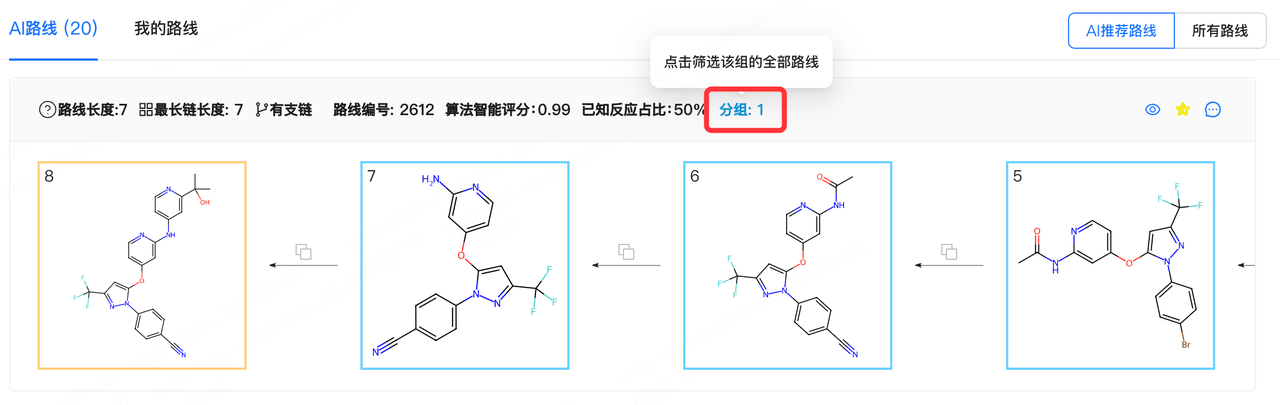 AI路线 (20) 我的路线 AI推荐路线 所有路线
点击筛选该组的全部路线
路线长度:7 最长链长度: 7 有支链 路线编号: 2612 算法智能评分:0.99 已知反应占比:50% 分组: 1
8 7 6 5
N OH N NH O F F F N N N
H₂N N O F F F N N N
O N NH O F F F N N N
F F F O N NH O N N Br